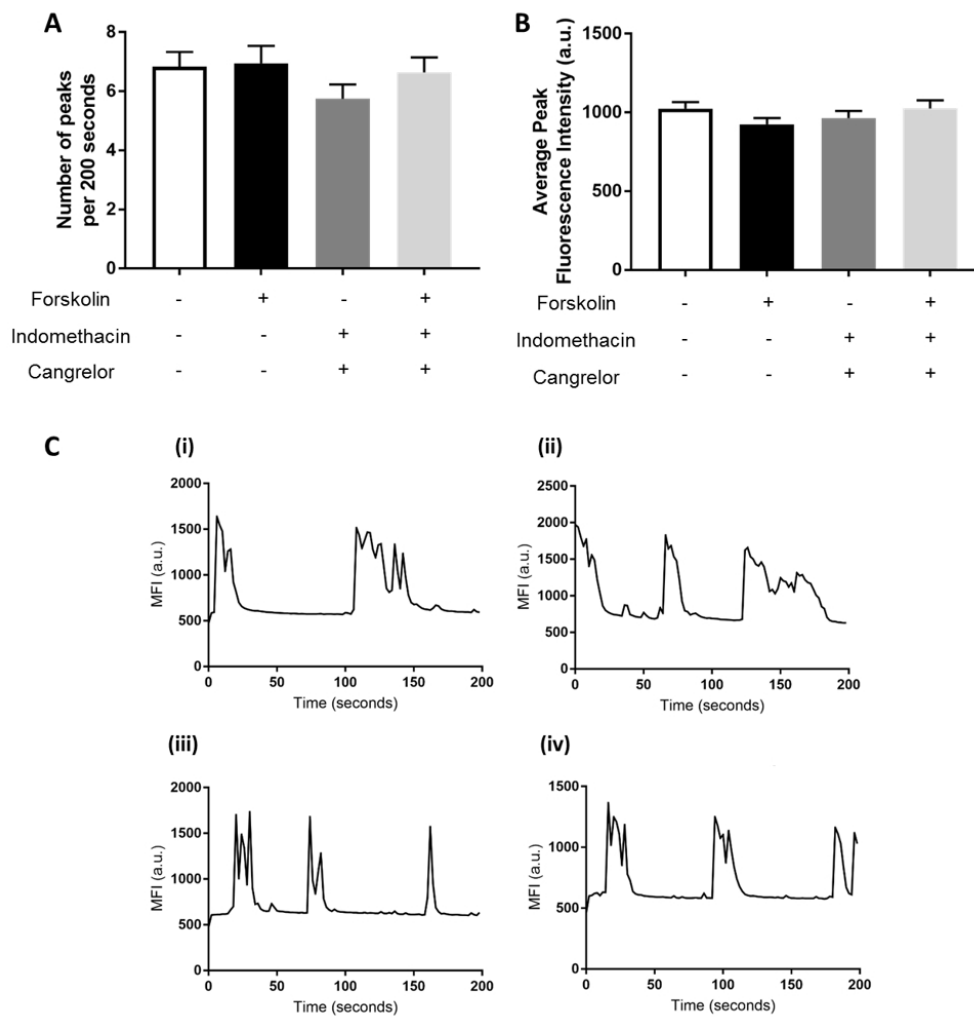 A
Number of peaks
per 200 seconds
8
6
4
2
0
Forskolin - + - +
Indomethacin - - + +
Cangrelor - - + +
B
Average Peak
Fluorescence Intensity (a.u.)
1500
1000
500
0
Forskolin - + - +
Indomethacin - - + +
Cangrelor - - + +
C
(i)
MFI (a.u.)
2000
1500
1000
500
0
0 50 100 150 200
Time (seconds)
(ii)
MFI (a.u.)
2500
2000
1500
1000
500
0
0 50 100 150 200
Time (seconds)
(iii)
MFI (a.u.)
2000
1500
1000
500
0
0 50 100 150 200
Time (seconds)
(iv)
MFI (a.u.)
1500
1000
500
0
0 50 100 150 200
Time (seconds)